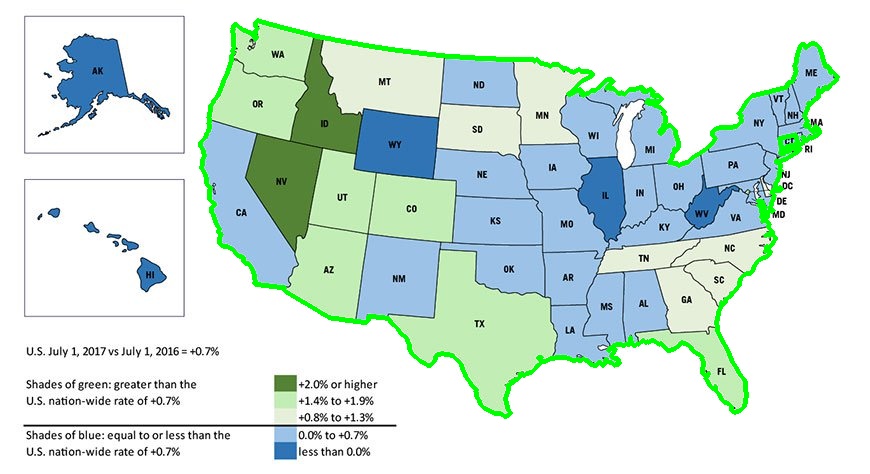 AK
HI
WA
OR
CA
ID
NV
MT
WY
UT
CO
AZ
NM
ND
SD
NE
KS
OK
TX
MN
IA
MO
AR
LA
WI
IL
MI
IN
OH
KY
TN
MS
AL
GA
FL
SC
NC
VA
WV
PA
NY
VT
NH
ME
MA
CT
RI
NJ
DC
DE
MD
U.S. July 1, 2017 vs July 1, 2016 = +0.7%
Shades of green: greater than the
U.S. nation-wide rate of +0.7%
+2.0% or higher
+1.4% to +1.9%
+0.8% to +1.3%
Shades of blue: equal to or less than the
U.S. nation-wide rate of +0.7%
0.0% to +0.7%
less than 0.0%